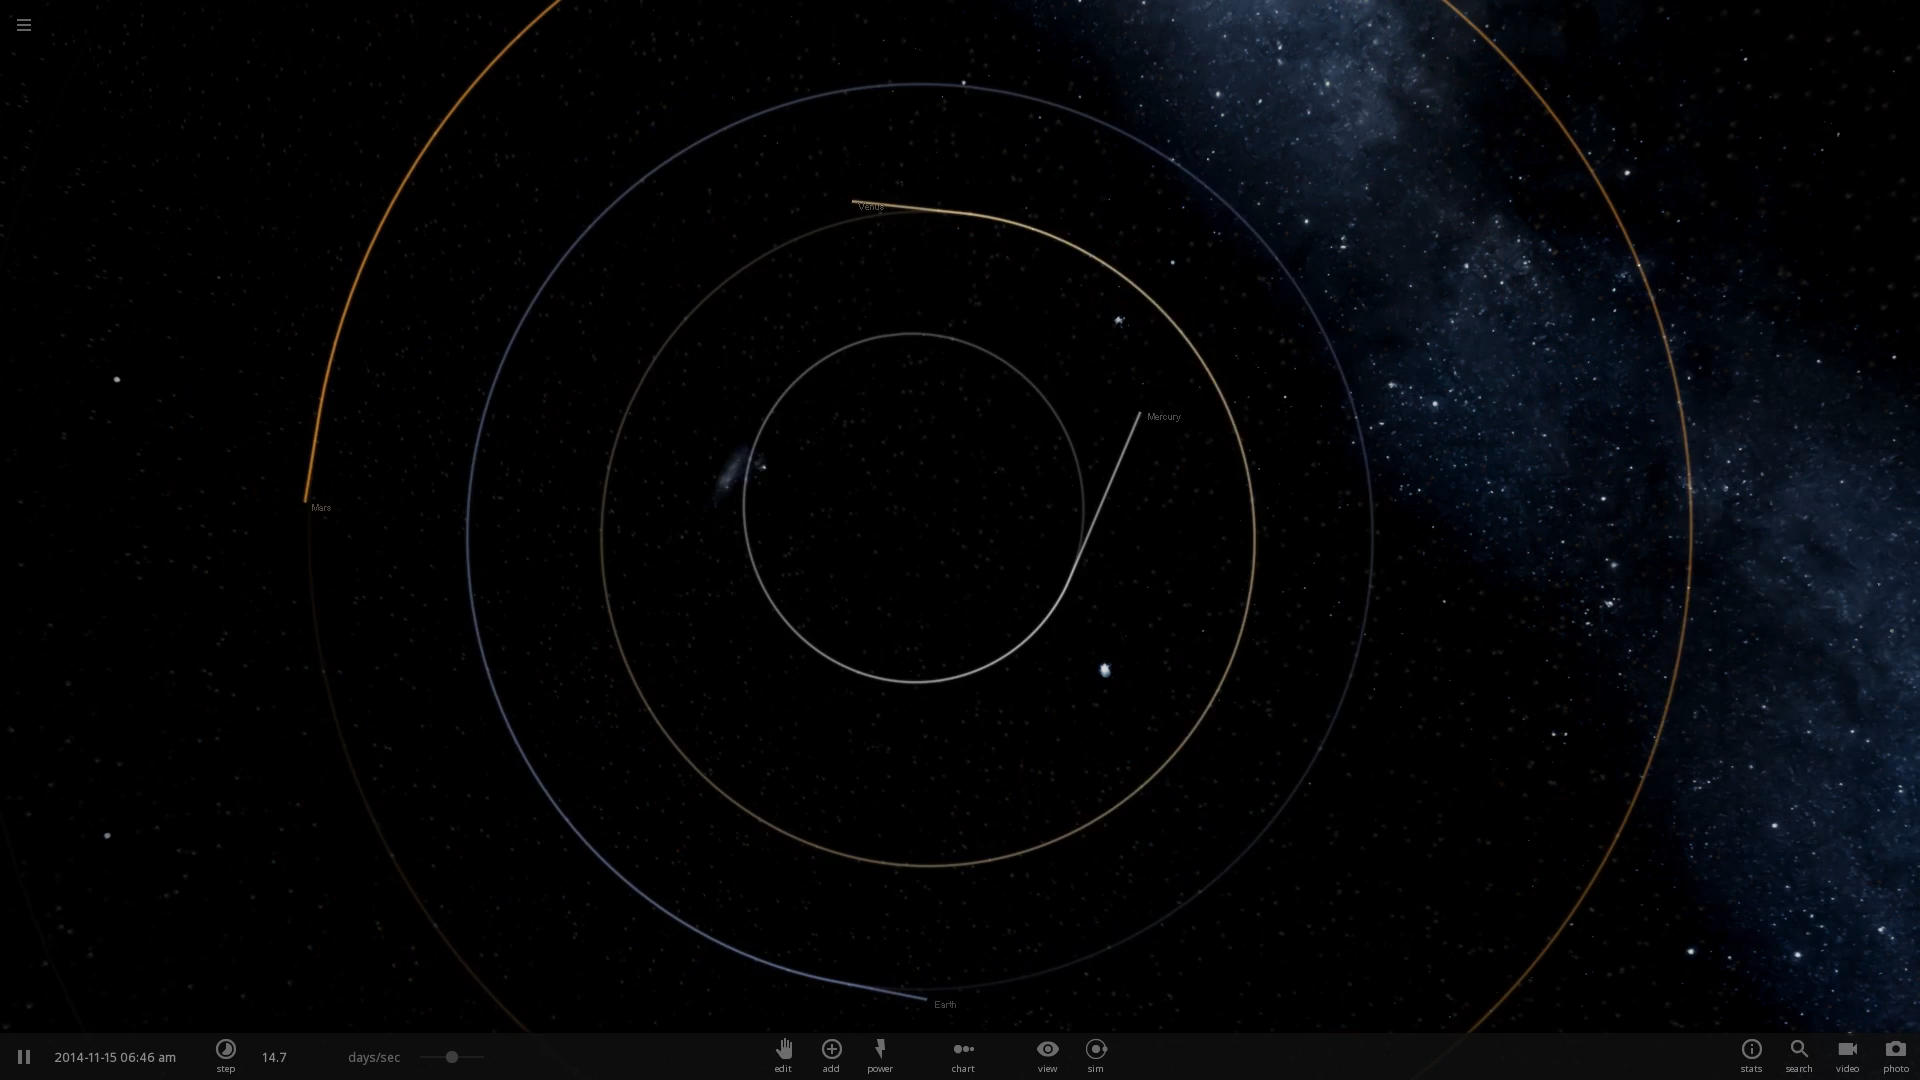 Venus
Mercury
Mars
Earth
2014-11-15 06:46 am
step
14.7
days/sec
edit
add
power
chart
view
sim
stats
search
video
photo